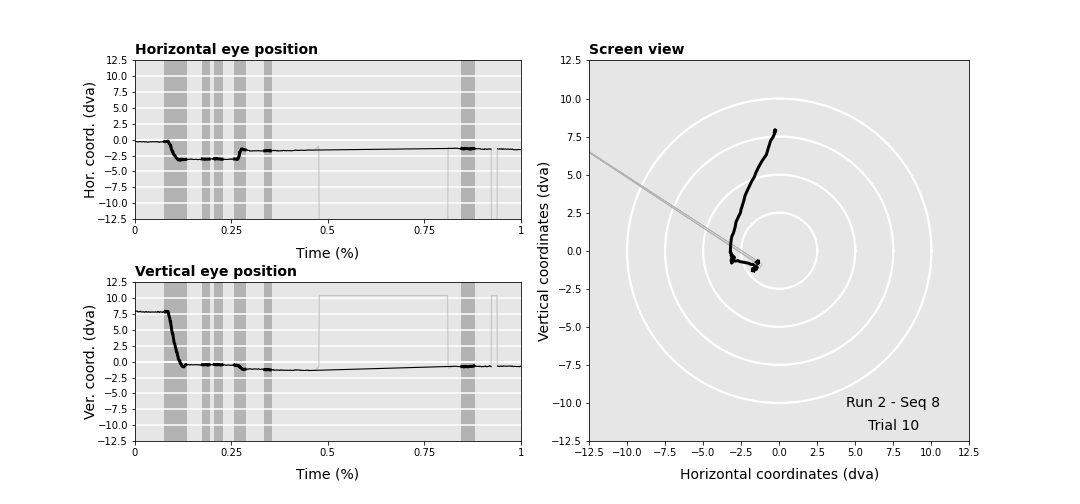 Horizontal eye position
Hor. coord. (dva)
12.5
10.0
7.5
5.0
2.5
0.0
−2.5
−5.0
−7.5
−10.0
−12.5
0 0.25 0.5 0.75 1
Time (%)
Vertical eye position
Ver. coord. (dva)
12.5
10.0
7.5
5.0
2.5
0.0
−2.5
−5.0
−7.5
−10.0
−12.5
0 0.25 0.5 0.75 1
Time (%)
Screen view
Vertical coordinates (dva)
12.5
10.0
7.5
5.0
2.5
0.0
−2.5
−5.0
−7.5
−10.0
−12.5
Run 2 - Seq 8
Trial 10
−12.5 −10.0 −7.5 −5.0 −2.5 0.0 2.5 5.0 7.5 10.0 12.5
Horizontal coordinates (dva)